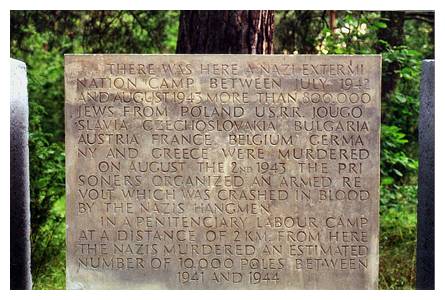 THERE WAS HERE A NAZI EXTERMI
NATION CAMP BETWEEN JULY 1942
AND AUGUST 1943 MORE THAN 800,000
JEWS FROM POLAND USRR JOUGO
SLAVIA CZECHOSLOVAKIA BULGARIA
AUSTRIA FRANCE BELGIUM GERMA
NY AND GREECE WERE MURDERED
ON AUGUST THE 2ND 1943 THE PRI
SONERS ORGANIZED AN ARMED RE
VOLT WHICH WAS CRASHED IN BLOOD
BY THE NAZIS HANGMEN
IN A PENITENCIARY LABOUR CAMP
AT A DISTANCE OF 2 KM. FROM HERE
THE NAZIS MURDERED AN ESTIMATED
NUMBER OF 10,000 POLES BETWEEN
1941 AND 1944